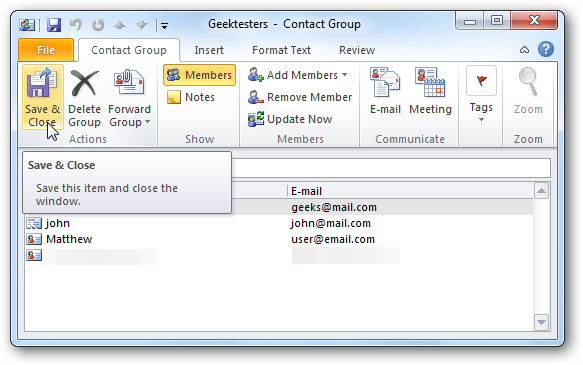 Geektesters - Contact Group
File Contact Group Insert Format Text Review
Save & Close
Delete Group
Forward Group
Members
Notes
Add Members
Remove Member
Update Now
E-mail
Meeting
Tags
Zoom
Actions Show Members Communicate Zoom
Save & Close
Save this item and close the window.
E-mail
geeks@mail.com
john john@mail.com
Matthew user@email.com